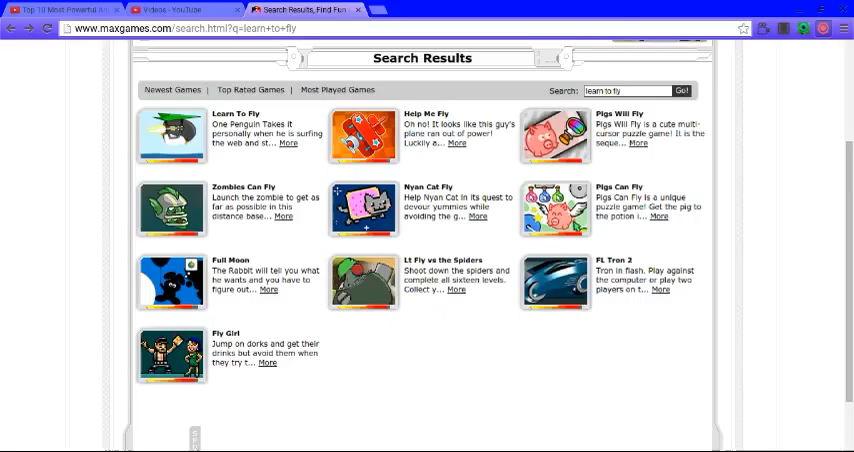 Top 10 Most Powerful
Videos - YouTube
Search Results, Find Fun
www.maxgames.com/search.html?q=learn+to+fly
Search Results
Newest Games | Top Rated Games | Most Played Games
Search: learn to fly Go!
Learn To Fly
One Penguin Takes it
personally when he is surfing
the web and st... More
Help Me Fly
Oh no! It looks like this guy's
plane ran out of power!
Luckily a... More
Pigs Will Fly
Pigs Will Fly is a cute multi-
cursor puzzle game! It is the
seque... More
Zombies Can Fly
Launch the zombie to get as
far as possible in this
distance base... More
Nyan Cat Fly
Help Nyan Cat in its quest to
devour yummies while
avoiding the g... More
Pigs Can Fly
Pigs Can Fly is a unique
puzzle game! Get the pig to
the potion i... More
Full Moon
The Rabbit will tell you what
he wants and you have to
figure out... More
Lt Fly vs the Spiders
Shoot down the spiders and
complete all sixteen levels.
Collect y... More
FL Tron 2
Tron in flash. Play against
the computer or play two
players on t... More
Fly Girl
Jump on dorks and get their
drinks but avoid them when
they try t... More